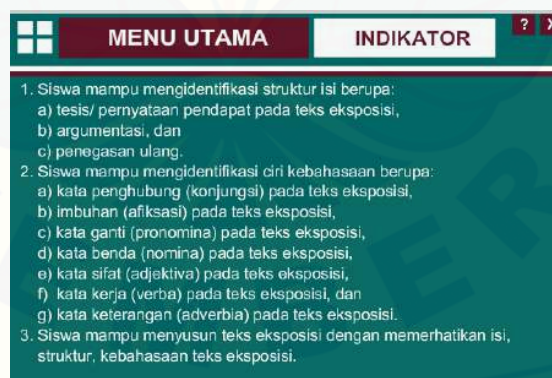 MENU UTAMA
INDIKATOR
? X
1. Siswa mampu mengidentifikasi struktur isi berupa:
a) tesis/ pernyataan pendapat pada teks eksposisi,
b) argumentasi, dan
c) penegasan ulang.
2. Siswa mampu mengidentifikasi ciri kebahasaan berupa:
a) kata penghubung (konjungsi) pada teks eksposisi,
b) imbuhan (afiksasi) pada teks eksposisi,
c) kata ganti (pronomina) pada teks eksposisi,
d) kata benda (nomina) pada teks eksposisi,
e) kata sifat (adjektiva) pada teks eksposisi,
f) kata kerja (verba) pada teks eksposisi, dan
g) kata keterangan (adverbia) pada teks eksposisi.
3. Siswa mampu menyusun teks eksposisi dengan memerhatikan isi,
struktur, kebahasaan teks eksposisi.